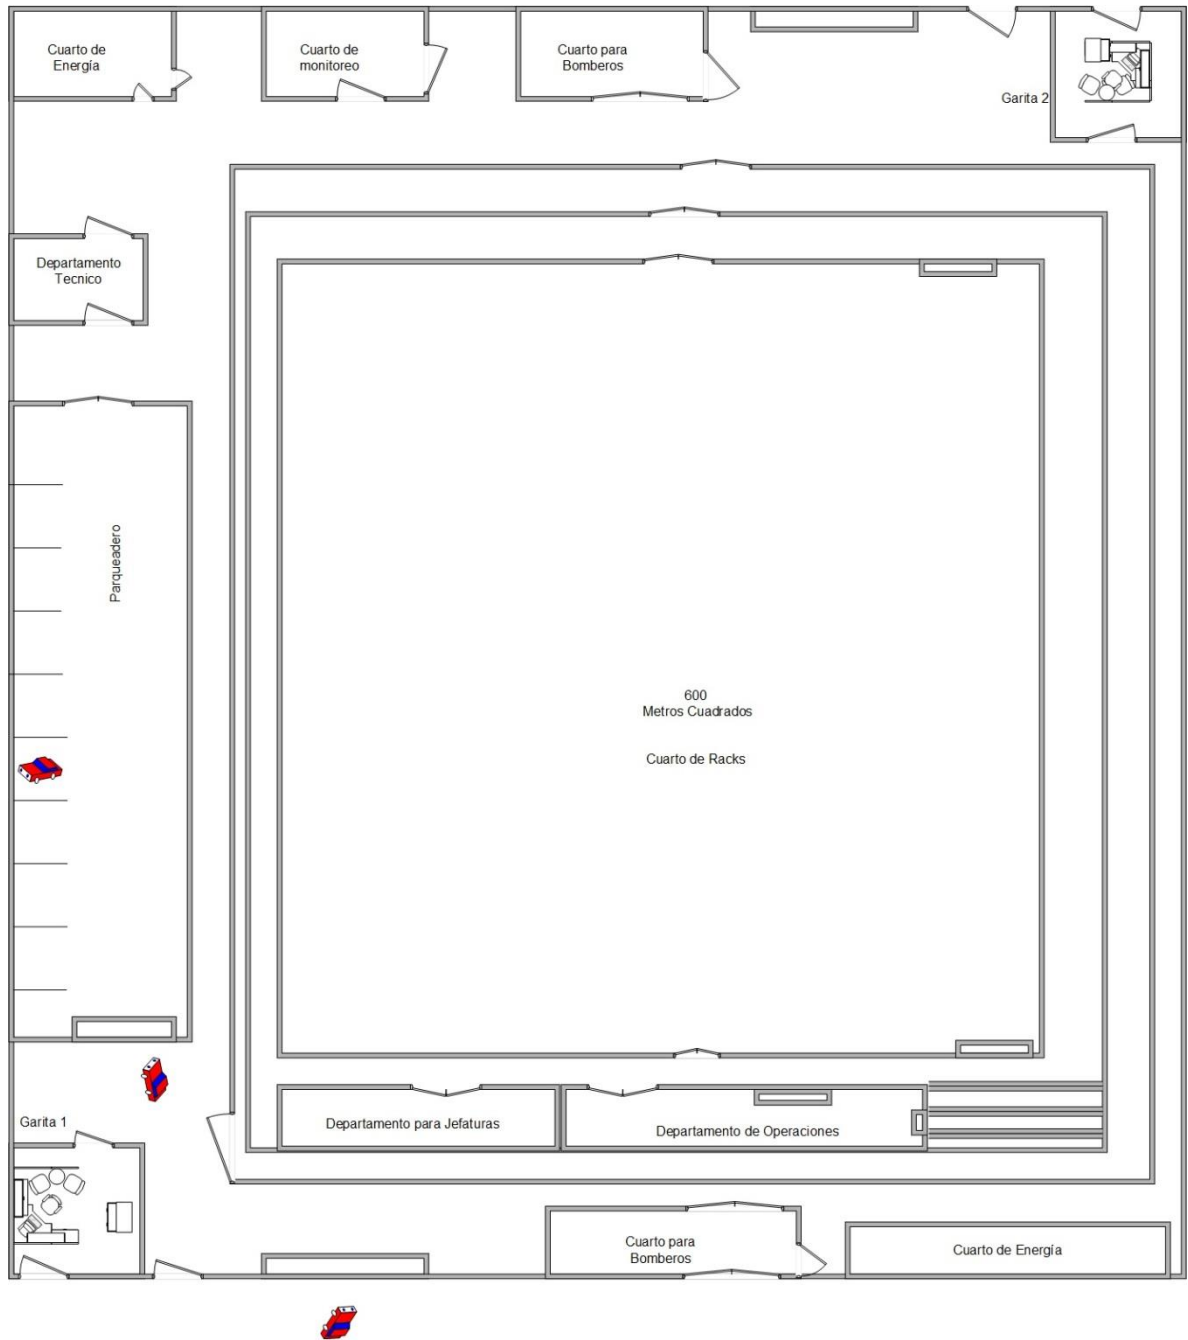 Cuarto de
Energía
Cuarto de
monitoreo
Cuarto para
Bomberos
Garita 2
Departamento
Tecnico
Parqueadero
600
Metros Cuadrados
Cuarto de Racks
Garita 1
Departamento para Jefaturas
Departamento de Operaciones
Cuarto para
Bomberos
Cuarto de Energía